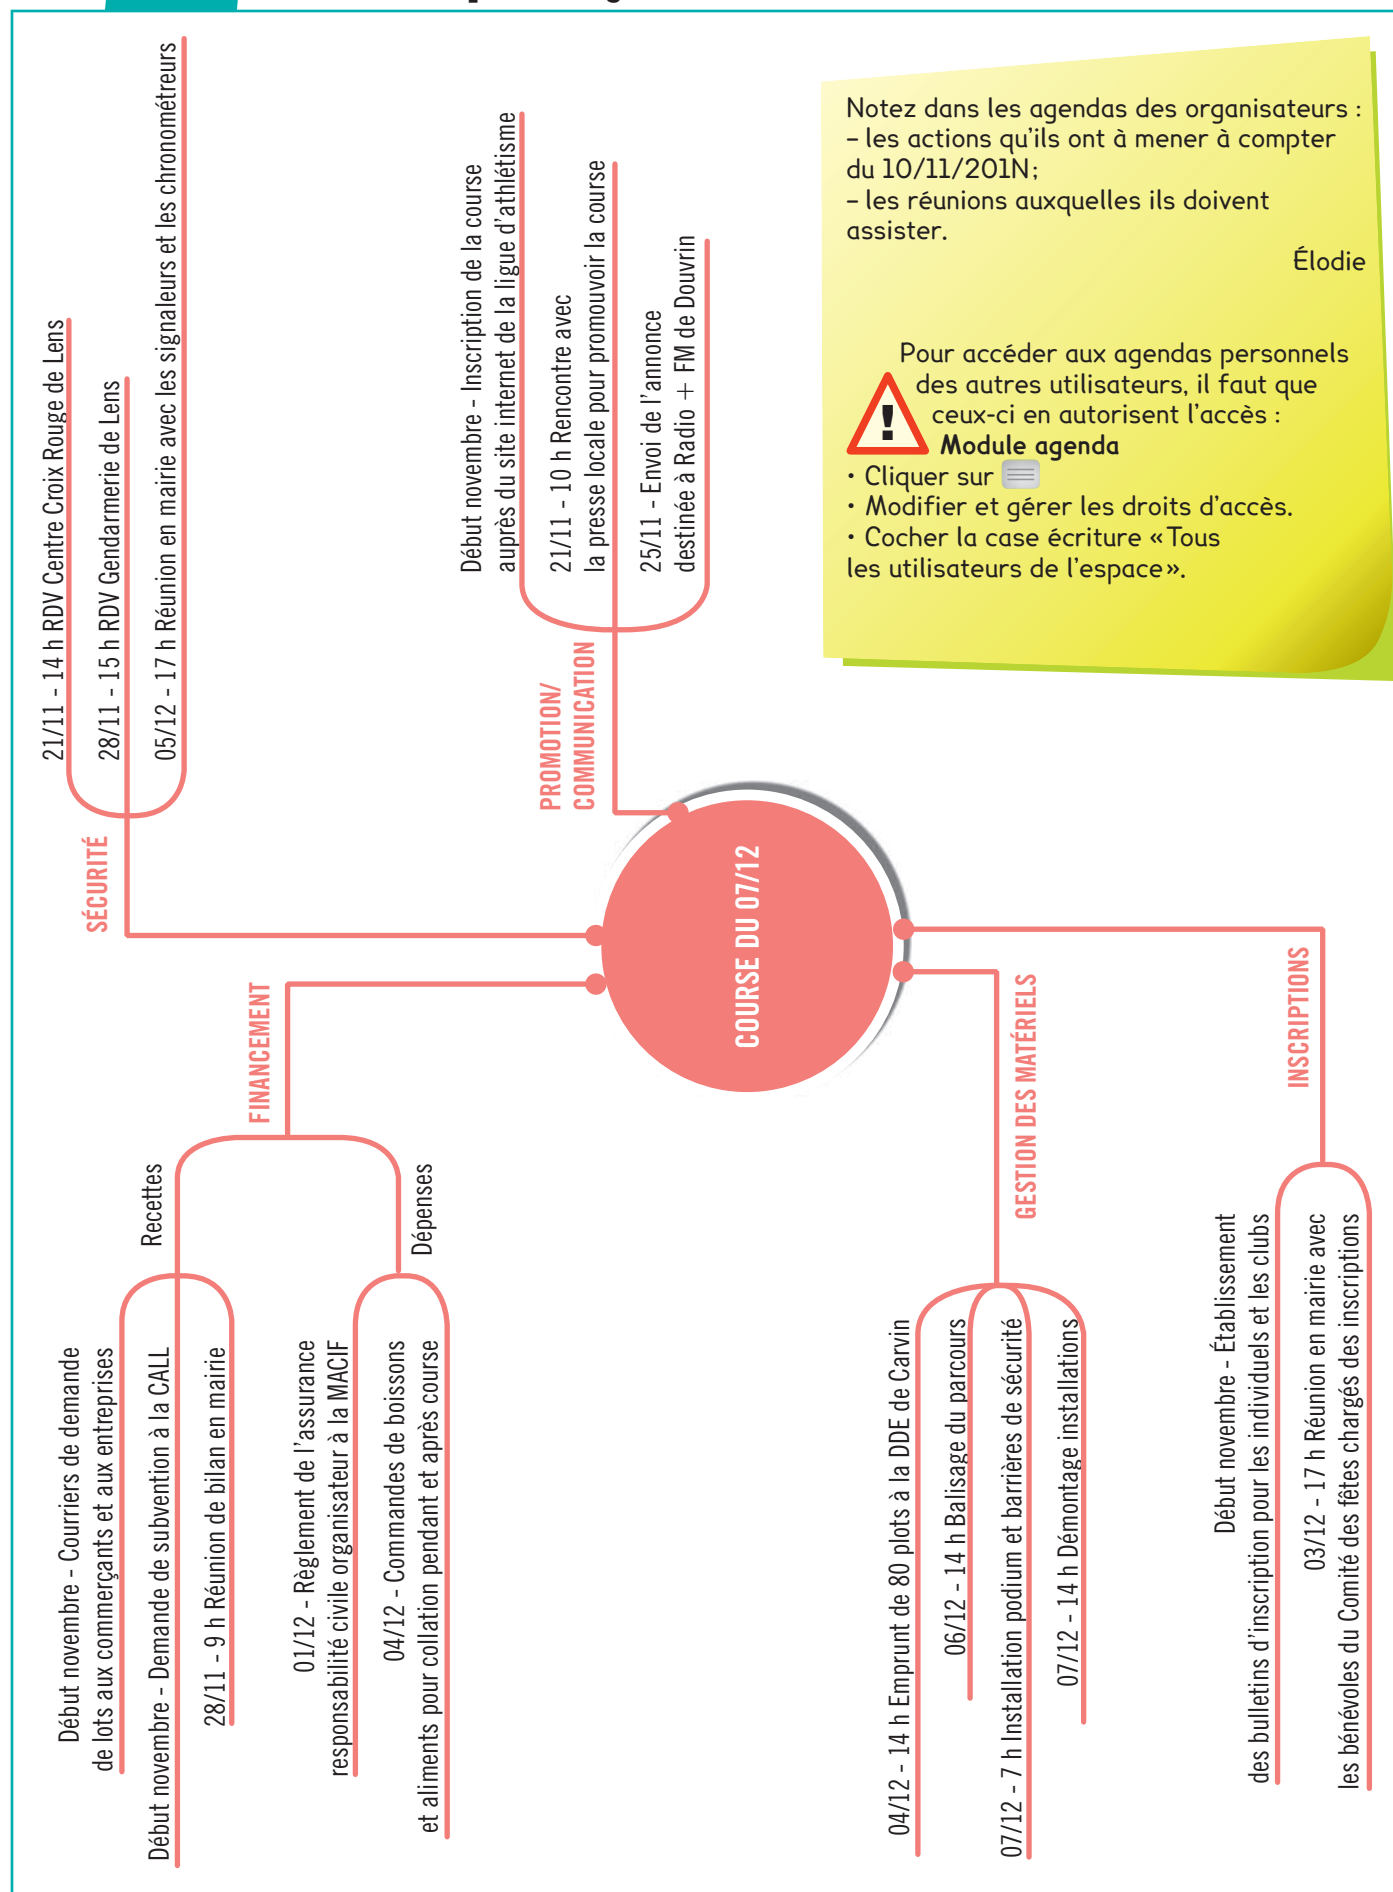 Notez dans les agendas des organisateurs :
– les actions qu'ils ont à mener à compter
du 10/11/201N;
– les réunions auxquelles ils doivent
assister.
Élodie
Pour accéder aux agendas personnels
des autres utilisateurs, il faut que
ceux-ci en autorisent l'accès :
Module agenda
• Cliquer sur
• Modifier et gérer les droits d'accès.
• Cocher la case écriture «Tous
les utilisateurs de l'espace».
COURSE DU 07/12
SÉCURITÉ
21/11 - 14 h RDV Centre Croix Rouge de Lens
28/11 - 15 h RDV Gendarmerie de Lens
05/12 - 17 h Réunion en mairie avec les signaleurs et les chronométreurs
PROMOTION/
COMMUNICATION
Début novembre - Inscription de la course
auprès du site internet de la ligue d'athlétisme
21/11 - 10 h Rencontre avec
la presse locale pour promouvoir la course
25/11 - Envoi de l'annonce
destinée à Radio + FM de Douvrin
FINANCEMENT
Recettes
Début novembre - Courriers de demande
de lots aux commerçants et aux entreprises
Début novembre - Demande de subvention à la CALL
28/11 - 9 h Réunion de bilan en mairie
Dépenses
01/12 - Règlement de l'assurance
responsabilité civile organisateur à la MACIF
04/12 - Commandes de boissons
et aliments pour collation pendant et après course
GESTION DES MATÉRIELS
04/12 - 14 h Emprunt de 80 plots à la DDE de Carvin
06/12 - 14 h Balisage du parcours
07/12 - 7 h Installation podium et barrières de sécurité
07/12 - 14 h Démontage installations
INSCRIPTIONS
Début novembre - Établissement
des bulletins d'inscription pour les individuels et les clubs
03/12 - 17 h Réunion en mairie avec
les bénévoles du Comité des fêtes chargés des inscriptions